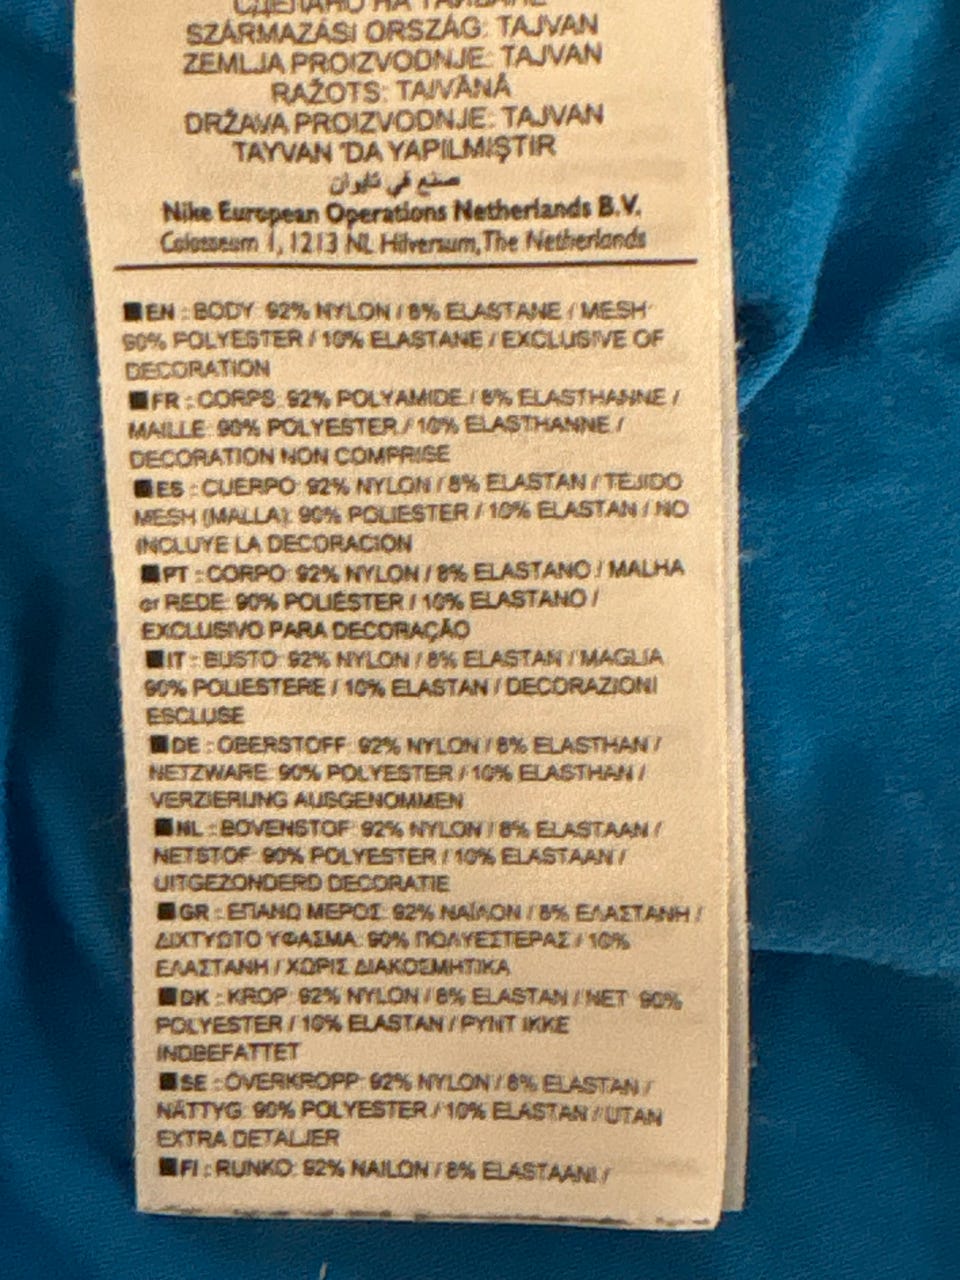 СДЕЛАНО НА ТАЙВАНЕ
SZÁRMAZÁSI ORSZÁG: TAJVAN
ZEMLJA PROIZVODNJE: TAJVAN
RAŽOTS: TAIVĀNĀ
DRŽAVA PROIZVODNJE: TAJVAN
TAYVAN 'DA YAPILMIŞTIR
صنع في تايوان
Nike European Operations Netherlands B.V.
Colosseum 1, 1213 NL Hilversum, The Netherlands
■EN : BODY: 92% NYLON / 8% ELASTANE / MESH
90% POLYESTER / 10% ELASTANE / EXCLUSIVE OF
DECORATION
■FR : CORPS: 92% POLYAMIDE / 8% ELASTHANNE /
MAILLE: 90% POLYESTER / 10% ELASTHANNE /
DECORATION NON COMPRISE
■ES : CUERPO: 92% NYLON / 8% ELASTAN / TEJIDO
MESH (MALLA): 90% POLIESTER / 10% ELASTAN / NO
INCLUYE LA DECORACION
■PT : CORPO: 92% NYLON / 8% ELASTANO / MALHA
or REDE: 90% POLIÉSTER / 10% ELASTANO /
EXCLUSIVO PARA DECORAÇÃO
■IT : BUSTO: 92% NYLON / 8% ELASTAN / MAGLIA
90% POLIESTERE / 10% ELASTAN / DECORAZIONI
ESCLUSE
■DE : OBERSTOFF: 92% NYLON / 8% ELASTHAN /
NETZWARE: 90% POLYESTER / 10% ELASTHAN /
VERZIERUNG AUSGENOMMEN
■NL : BOVENSTOF: 92% NYLON / 8% ELASTAAN /
NETSTOF: 90% POLYESTER / 10% ELASTAAN /
UITGEZONDERD DECORATIE
■GR : ΕΠΑΝΩ ΜΕΡΟΣ: 92% ΝΑΪΛΟΝ / 8% ΕΛΑΣΤΑΝΗ /
ΔΙΧΤΥΩΤΟ ΥΦΑΣΜΑ: 90% ΠΟΛΥΕΣΤΕΡΑΣ / 10%
ΕΛΑΣΤΑΝΗ / ΧΩΡΙΣ ΔΙΑΚΟΣΜΗΤΙΚΑ
■DK : KROP: 92% NYLON / 8% ELASTAN / NET: 90%
POLYESTER / 10% ELASTAN / PYNT IKKE
INDBEFATTET
■SE : ÖVERKROPP: 92% NYLON / 8% ELASTAN /
NÄTTYG: 90% POLYESTER / 10% ELASTAN / UTAN
EXTRA DETALJER
■FI : RUNKO: 92% NAILON / 8% ELASTAANI /